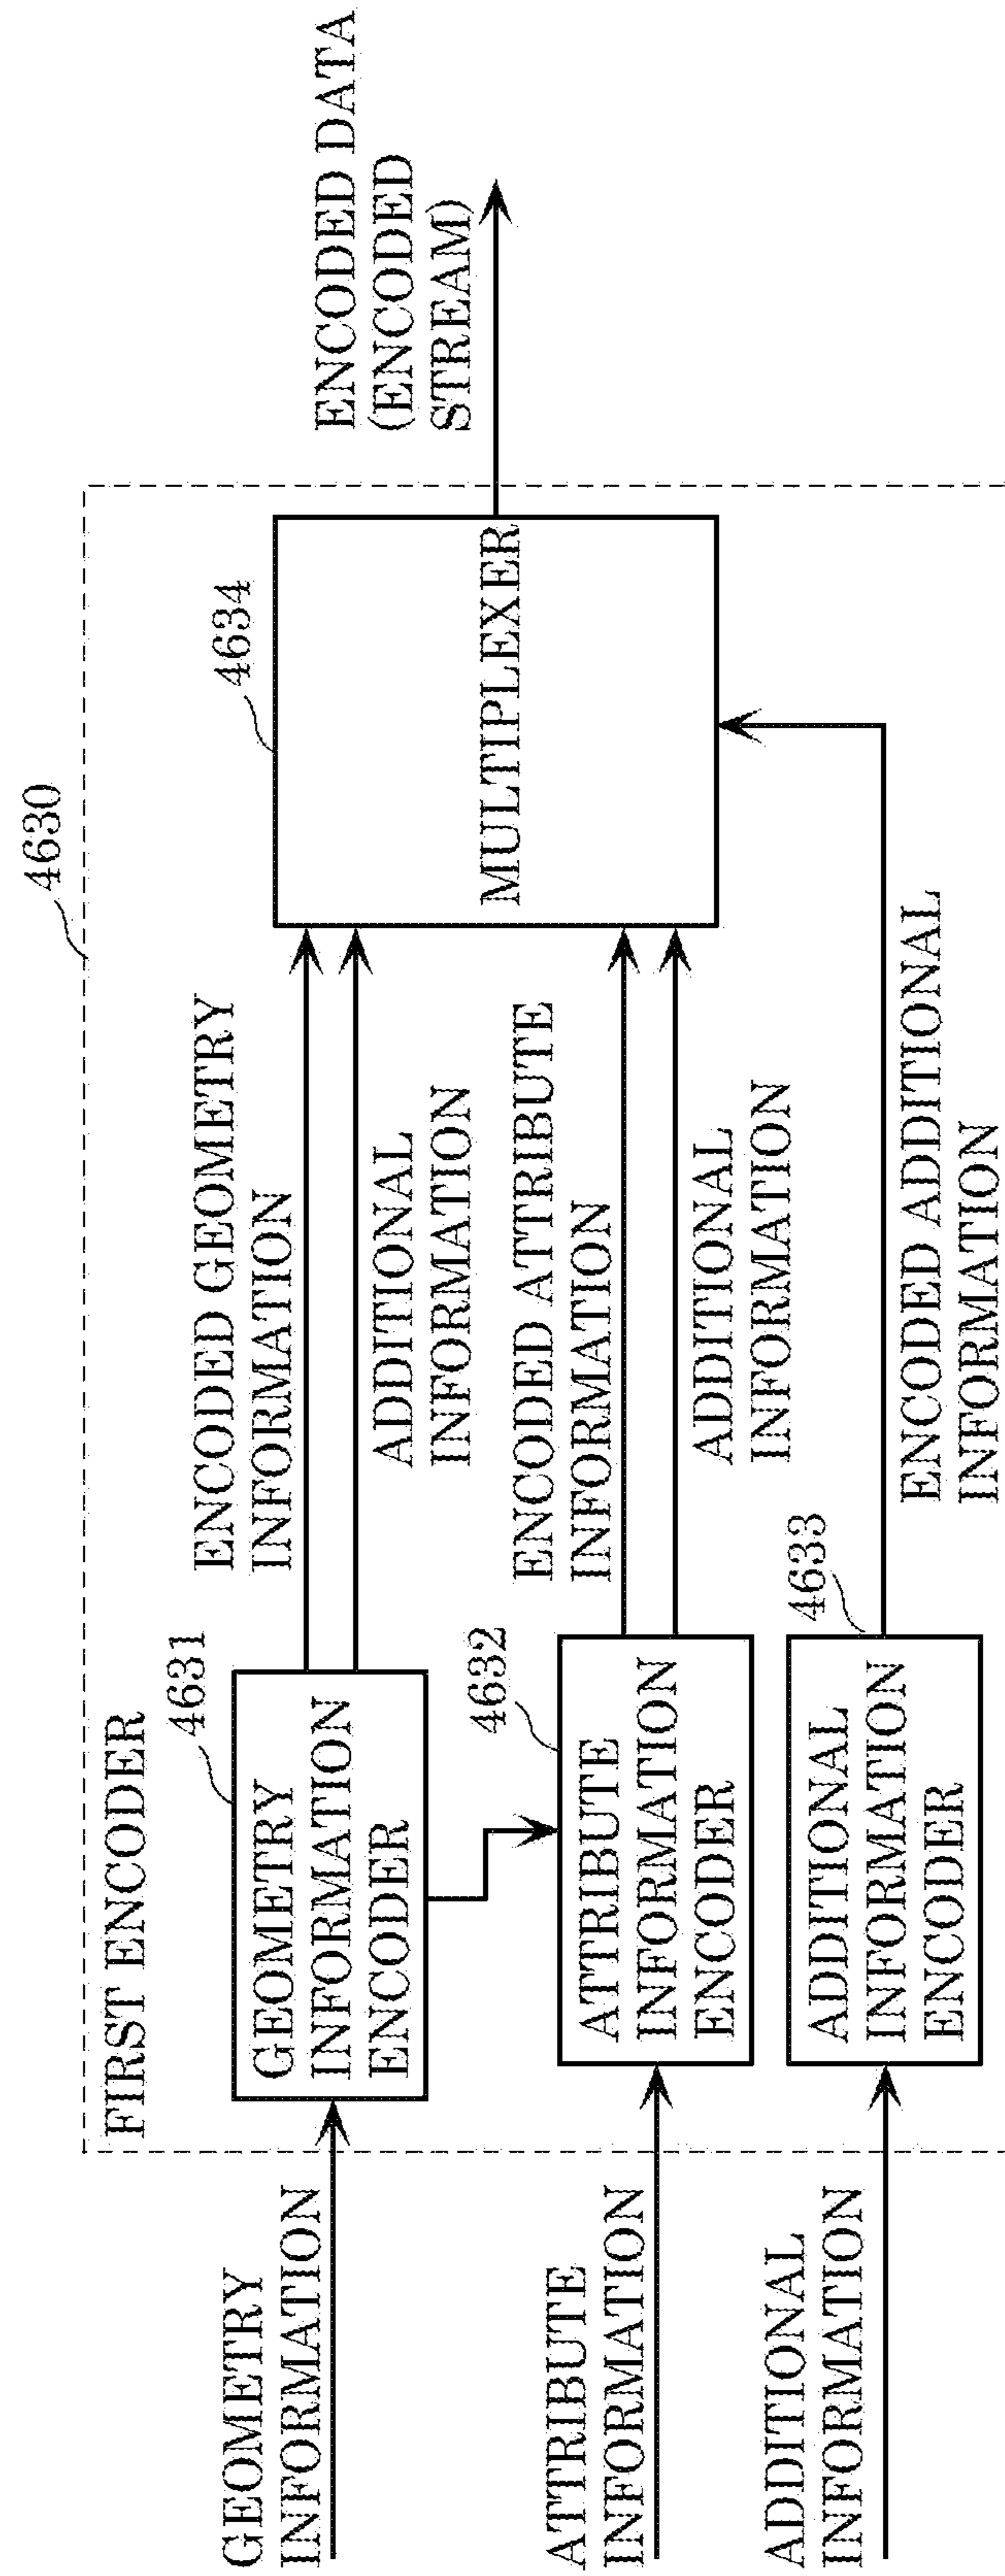 4630
FIRST ENCODER
GEOMETRY
INFORMATION
4631
GEOMETRY
INFORMATION
ENCODER
ENCODED GEOMETRY
INFORMATION
ADDITIONAL
INFORMATION
4634
MULTIPLEXER
ENCODED DATA
(ENCODED
STREAM)
ATTRIBUTE
INFORMATION
4632
ATTRIBUTE
INFORMATION
ENCODER
ENCODED ATTRIBUTE
INFORMATION
ADDITIONAL
INFORMATION
ADDITIONAL
INFORMATION
4633
ADDITIONAL
INFORMATION
ENCODER
ENCODED ADDITIONAL
INFORMATION